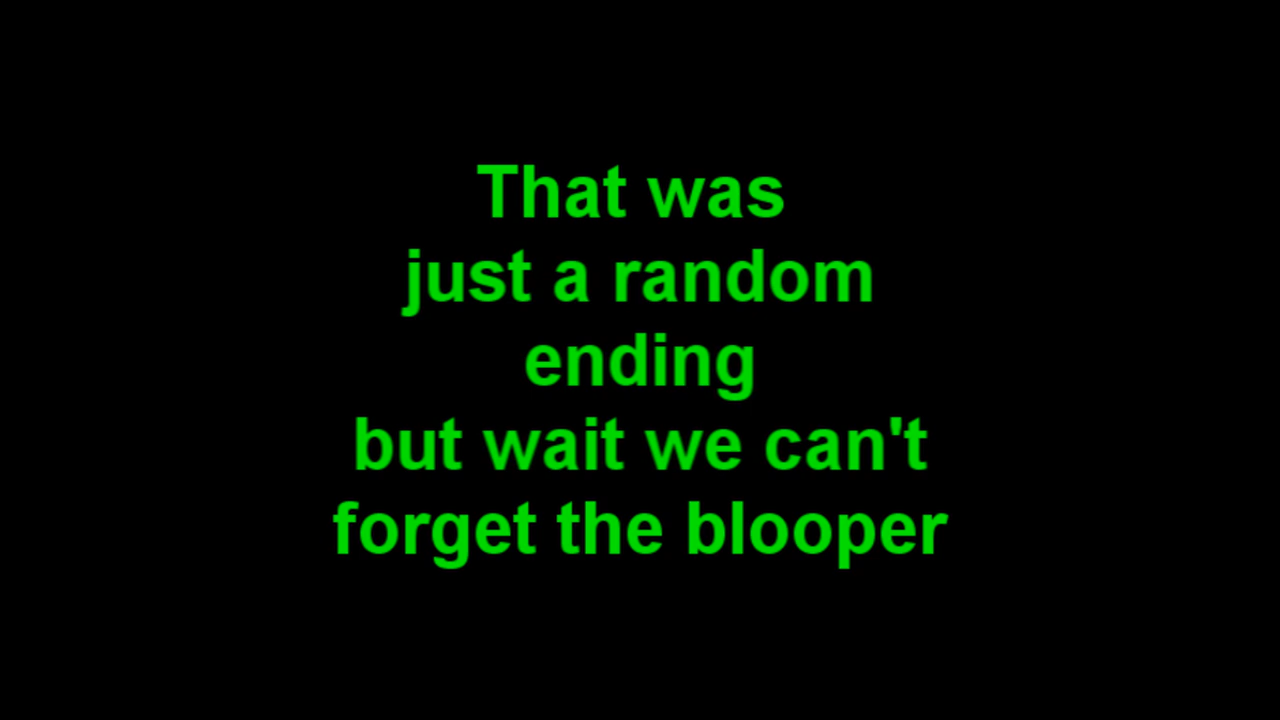 That was
just a random
ending
but wait we can't
forget the blooper